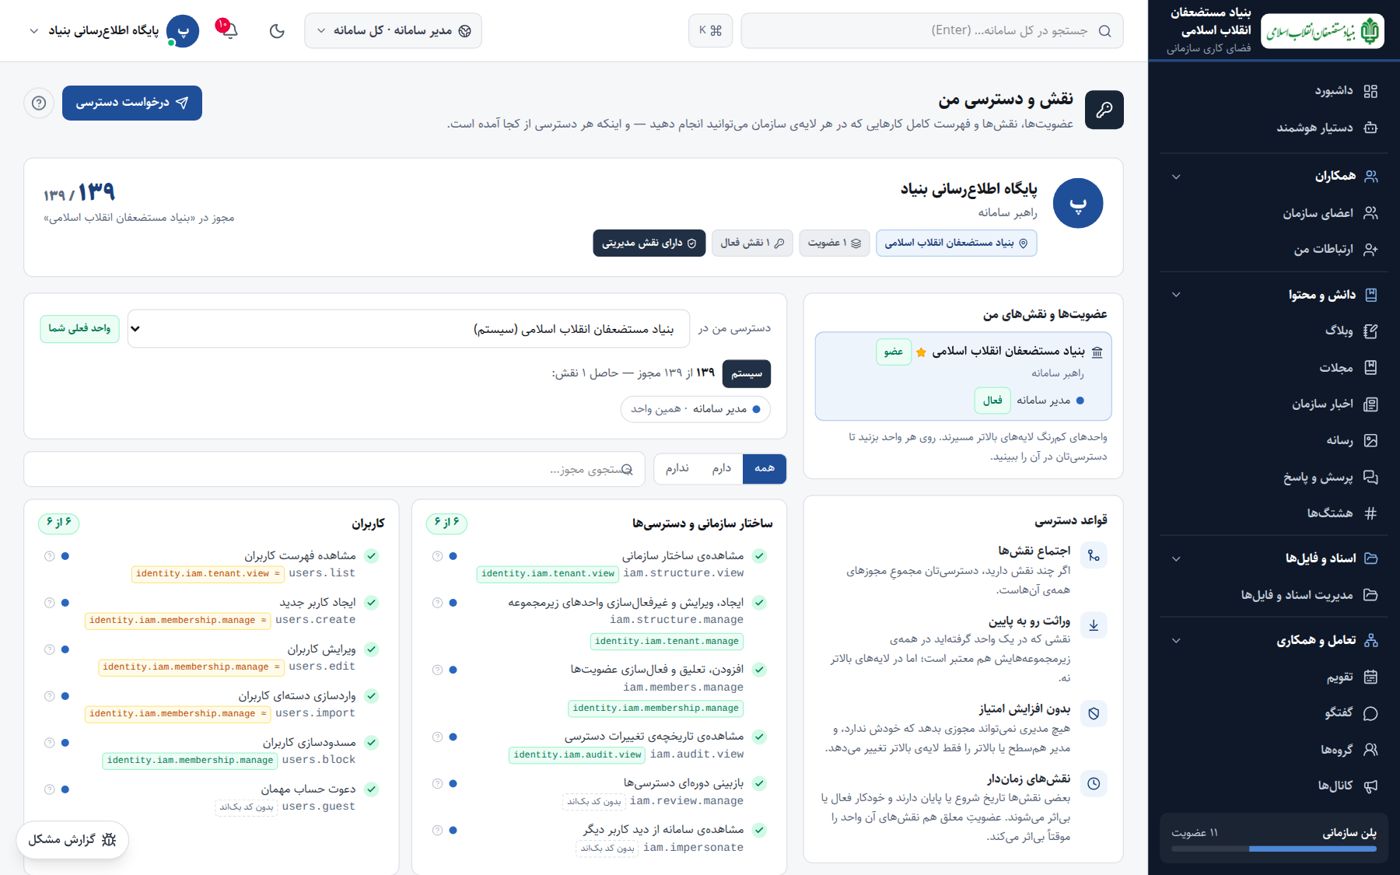 بنیاد مستضعفان
انقلاب اسلامی
فضای کاری سازمانی
بنیاد مستضعفان انقلاب اسلامی
داشبورد
دستیار هوشمند
همکاران
اعضای سازمان
ارتباطات من
دانش و محتوا
وبلاگ
مجلات
اخبار سازمان
رسانه
پرسش و پاسخ
هشتگ‌ها
اسناد و فایل‌ها
مدیریت اسناد و فایل‌ها
تعامل و همکاری
تقویم
گفتگو
گروه‌ها
کانال‌ها
پلن سازمانی
۱۱ عضویت
جستجو در کل سامانه... (Enter)
⌘ K
مدیر سامانه · کل سامانه
۱۰
پ
پایگاه اطلاع‌رسانی بنیاد
نقش و دسترسی من
عضویت‌ها، نقش‌ها و فهرست کامل کارهایی که در هر لایه‌ی سازمان می‌توانید انجام دهید — و اینکه هر دسترسی از کجا آمده است.
درخواست دسترسی
پ
پایگاه اطلاع‌رسانی بنیاد
راهبر سامانه
بنیاد مستضعفان انقلاب اسلامی
۱ عضویت
۱ نقش فعال
دارای نقش مدیریتی
۱۳۹ / ۱۳۹
مجوز در «بنیاد مستضعفان انقلاب اسلامی»
عضویت‌ها و نقش‌های من
بنیاد مستضعفان انقلاب اسلامی عضو
راهبر سامانه
مدیر سامانه فعال
واحدهای کم‌رنگ لایه‌های بالاتر مسیرند. روی هر واحد بزنید تا
دسترسی‌تان در آن را ببینید.
قواعد دسترسی
اجتماع نقش‌ها
اگر چند نقش دارید، دسترسی‌تان مجموع مجوزهای
همه‌ی آن‌هاست.
وراثت رو به پایین
نقشی که در یک واحد گرفته‌اید در همه‌ی
زیرمجموعه‌هایش هم معتبر است؛ اما در لایه‌های بالاتر
نه.
بدون افزایش امتیاز
هیچ مدیری نمی‌تواند مجوزی بدهد که خودش ندارد، و
مدیر هم‌سطح یا بالاتر را فقط لایه‌ی بالاتر تغییر می‌دهد.
نقش‌های زمان‌دار
بعضی نقش‌ها تاریخ شروع یا پایان دارند و خودکار فعال یا
بی‌اثر می‌شوند. عضویتِ معلق هم نقش‌های آن واحد را
موقتاً بی‌اثر می‌کند.
دسترسی من در
بنیاد مستضعفان انقلاب اسلامی (سیستم)
واحد فعلی شما
سیستم ۱۳۹ از ۱۳۹ مجوز — حاصل ۱ نقش:
مدیر سامانه · همین واحد
همه
دارم
ندارم
جستجوی مجوز...
ساختار سازمانی و دسترسی‌ها
۶ از ۶
مشاهده‌ی ساختار سازمانی
iam.structure.view identity.iam.tenant.view
ایجاد، ویرایش و غیرفعال‌سازی واحدهای زیرمجموعه
iam.structure.manage
identity.iam.tenant.manage
افزودن، تعلیق و فعال‌سازی عضویت‌ها
iam.members.manage
identity.iam.membership.manage
مشاهده‌ی تاریخچه‌ی تغییرات دسترسی
iam.audit.view identity.iam.audit.view
بازبینی دوره‌ای دسترسی‌ها
iam.review.manage بدون کد بک‌اند
مشاهده‌ی سامانه از دید کاربر دیگر
iam.impersonate بدون کد بک‌اند
کاربران
۶ از ۶
مشاهده فهرست کاربران
users.list ≈ identity.iam.tenant.view
ایجاد کاربر جدید
users.create ≈ identity.iam.membership.manage
ویرایش کاربران
users.edit ≈ identity.iam.membership.manage
واردسازی دسته‌ای کاربران
users.import ≈ identity.iam.membership.manage
مسدودسازی کاربران
users.block identity.iam.membership.manage
دعوت حساب مهمان
users.guest بدون کد بک‌اند
گزارش مشکل